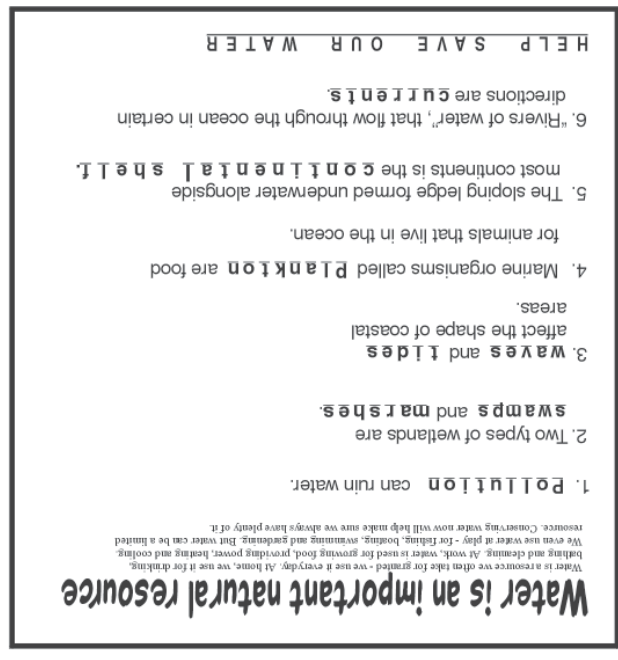 Water is an important natural resource
Water is a resource we often take for granted - we use it everyday. At home, we use it for drinking,
bathing and cleaning. At work, water is used for growing food, providing power, heating and cooling.
We even use water at play - for fishing, boating, swimming and gardening. But water can be a limited
resource. Conserving water now will help make sure we always have plenty of it.
1. Pollution can ruin water.
2. Two types of wetlands are
swamps and marshes.
3. waves and tides
affect the shape of coastal
areas.
4. Marine organisms called Plankton are food
for animals that live in the ocean.
5. The sloping ledge formed underwater alongside
most continents is the continental shelf.
6. “Rivers of water”, that flow through the ocean in certain
directions are currents.
HELP SAVE OUR WATER